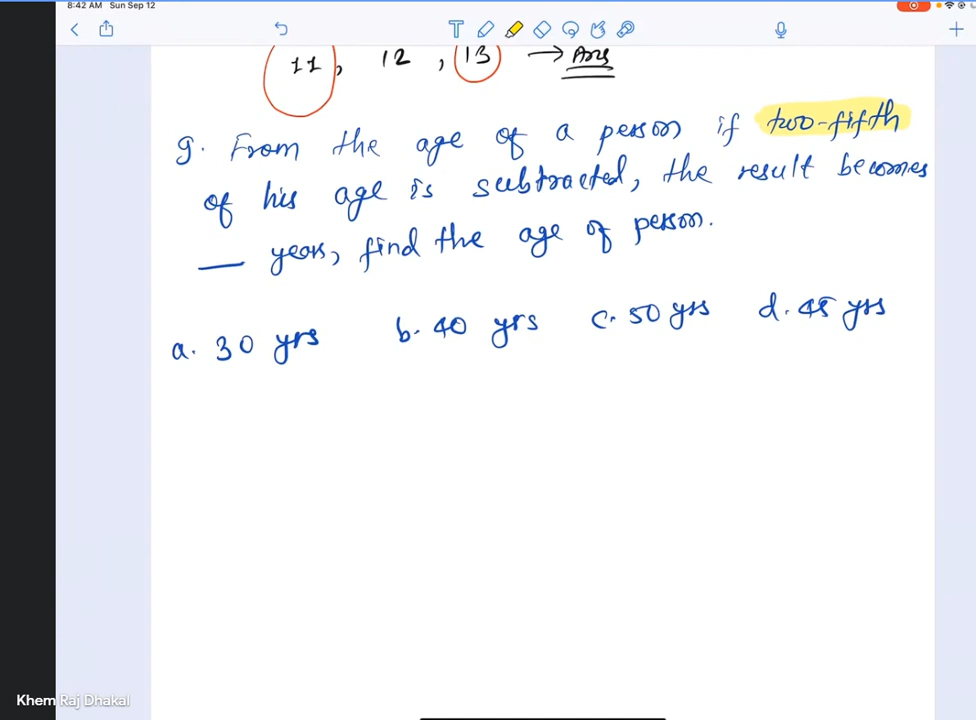 8:42 AM Sun Sep 12
11, 12, 13 → Ans
g. From the age of a person if two-fifth
of his age is subtracted, the result becomes
__ years, find the age of person.
a. 30 yrs b. 40 yrs c. 50 yrs d. 45 yrs
Khem Raj Dhakal